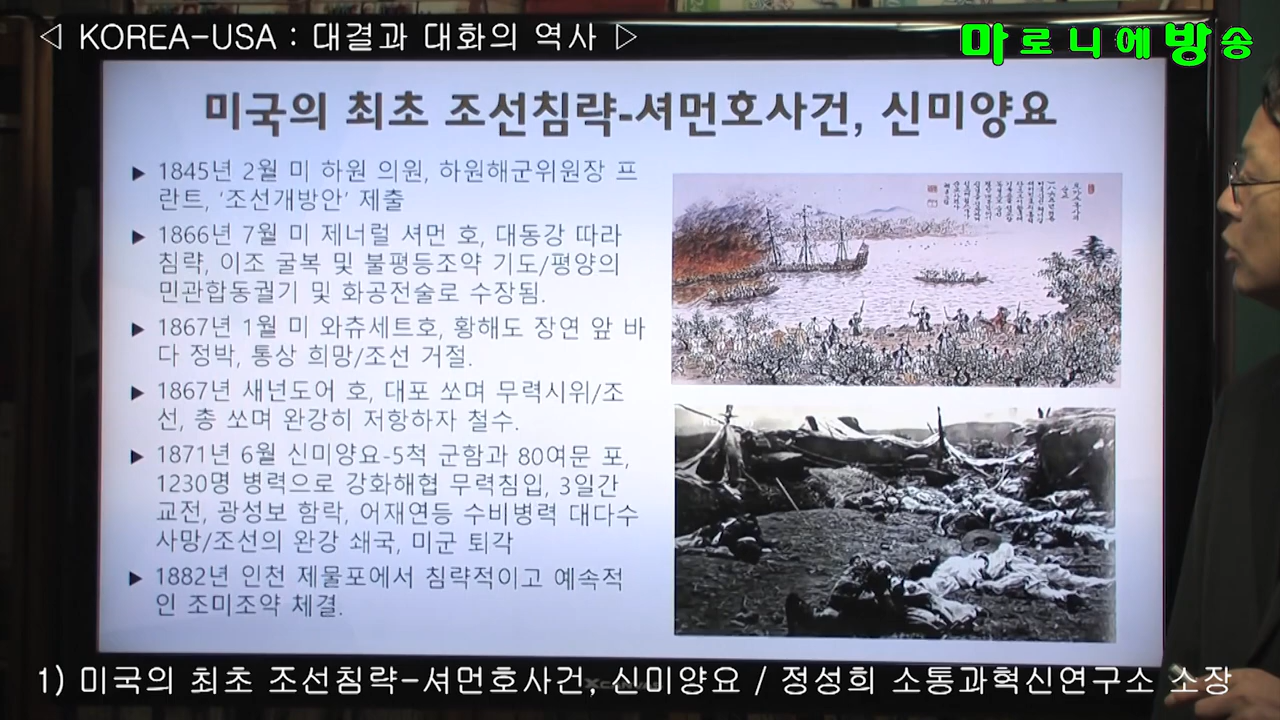 ◁ KOREA-USA : 대결과 대화의 역사 ▷
마로니에방송
미국의 최초 조선침략-셔먼호사건, 신미양요
▶ 1845년 2월 미 하원 의원, 하원해군위원장 프
란트, ‘조선개방안’ 제출
▶ 1866년 7월 미 제너럴 셔먼 호, 대동강 따라
침략, 이조 굴복 및 불평등조약 기도/평양의
민관합동궐기 및 화공전술로 수장됨.
▶ 1867년 1월 미 와츄세트호, 황해도 장연 앞 바
다 정박, 통상 희망/조선 거절.
▶ 1867년 새넌도어 호, 대포 쏘며 무력시위/조
선, 총 쏘며 완강히 저항하자 철수.
▶ 1871년 6월 신미양요-5척 군함과 80여문 포,
1230명 병력으로 강화해협 무력침입, 3일간
교전, 광성보 함락, 어재연등 수비병력 대다수
사망/조선의 완강 쇄국, 미군 퇴각
▶ 1882년 인천 제물포에서 침략적이고 예속적
인 조미조약 체결.
1) 미국의 최초 조선침략-셔먼호사건, 신미양요 / 정성희 소통과혁신연구소 소장